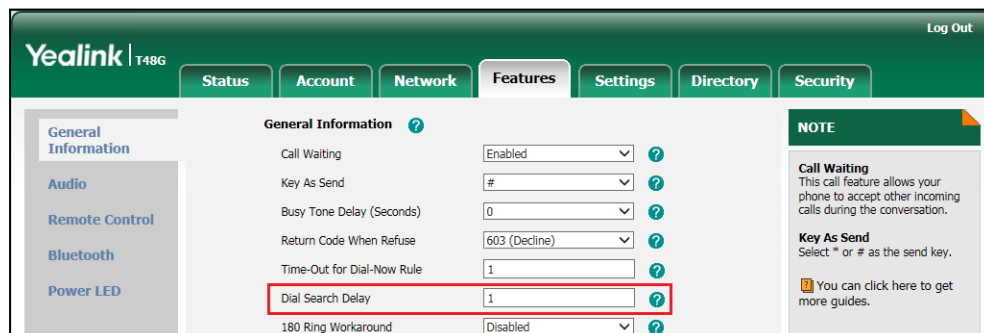 Log Out
Yealink T48G
Status Account Network Features Settings Directory Security
General
Information
Audio
Remote Control
Bluetooth
Power LED
General Information ?
Call Waiting Enabled ?
Key As Send # ?
Busy Tone Delay (Seconds) 0 ?
Return Code When Refuse 603 (Decline) ?
Time-Out for Dial-Now Rule 1 ?
Dial Search Delay 1 ?
180 Ring Workaround Disabled ?
NOTE
Call Waiting
This call feature allows your
phone to accept other incoming
calls during the conversation.
Key As Send
Select * or # as the send key.
? You can click here to get
more guides.